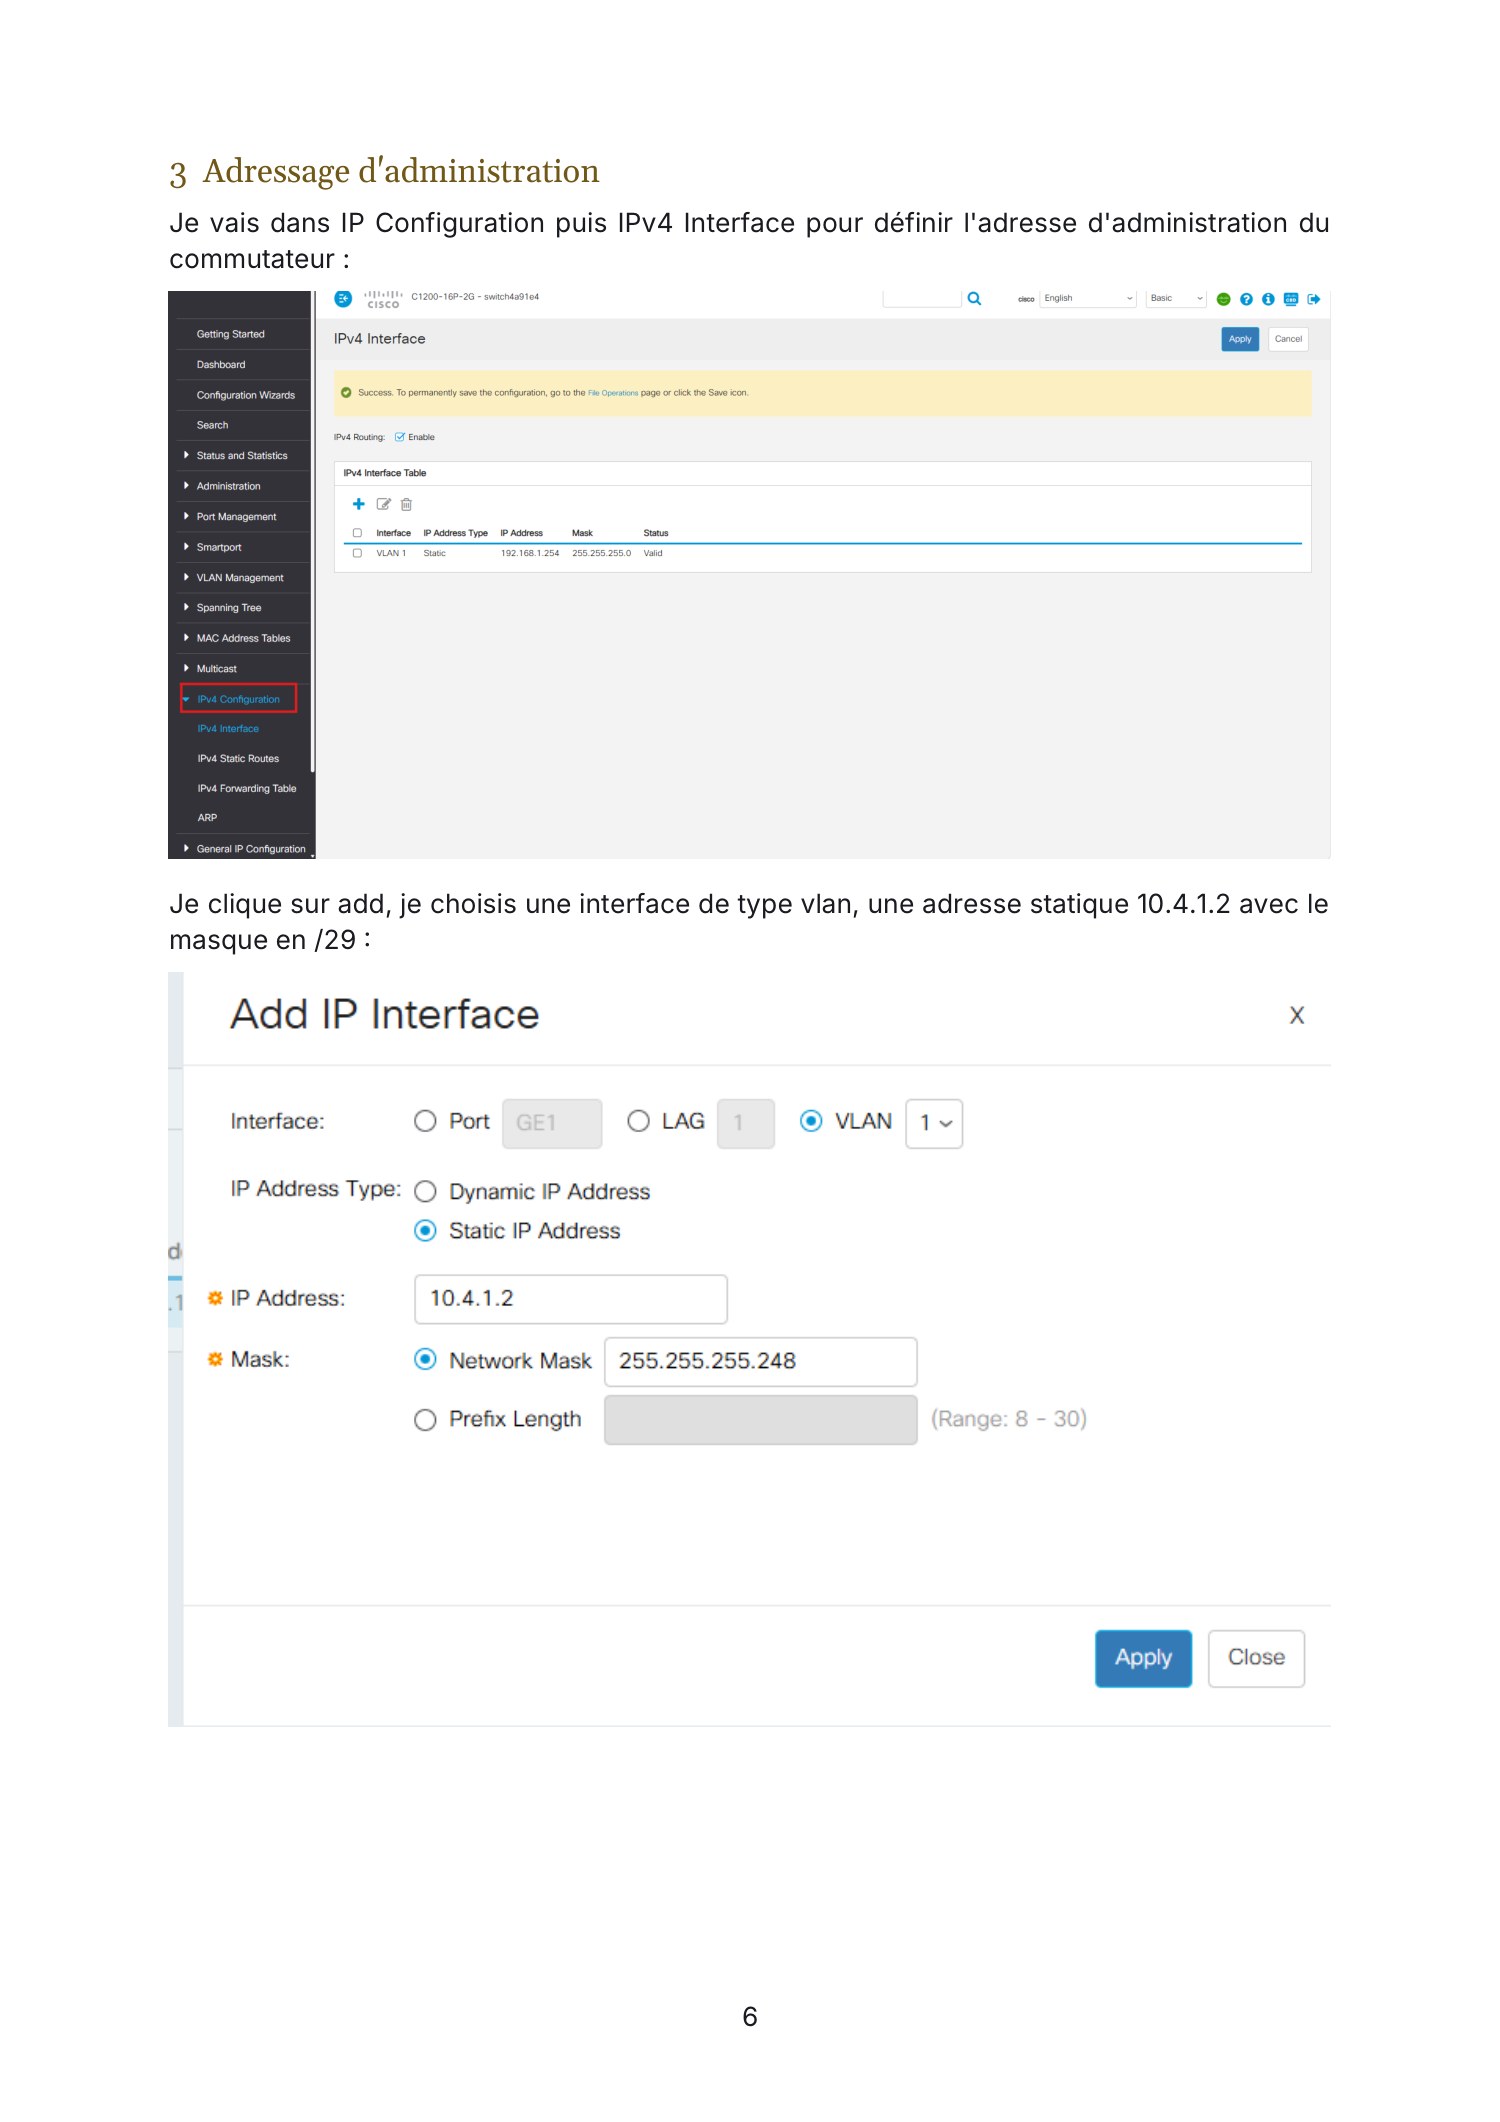 3 Adressage d'administration
Je vais dans IP Configuration puis IPv4 Interface pour définir l'adresse d'administration du
commutateur :
CISCO C1200-16P-2G - switch4a91e4
cisco English Basic
Getting Started
Dashboard
Configuration Wizards
Search
Status and Statistics
Administration
Port Management
Smartport
VLAN Management
Spanning Tree
MAC Address Tables
Multicast
IPv4 Configuration
IPv4 Interface
IPv4 Static Routes
IPv4 Forwarding Table
ARP
General IP Configuration
IPv4 Interface
Apply Cancel
Success. To permanently save the configuration, go to the File Operations page or click the Save icon.
IPv4 Routing: Enable
IPv4 Interface Table
Interface IP Address Type IP Address Mask Status
VLAN 1 Static 192.168.1.254 255.255.255.0 Valid
Je clique sur add, je choisis une interface de type vlan, une adresse statique 10.4.1.2 avec le
masque en /29 :
Add IP Interface X
Interface: Port GE1 LAG 1 VLAN 1
IP Address Type: Dynamic IP Address
Static IP Address
d
.1
IP Address: 10.4.1.2
Mask: Network Mask 255.255.255.248
Prefix Length (Range: 8 - 30)
Apply Close
6